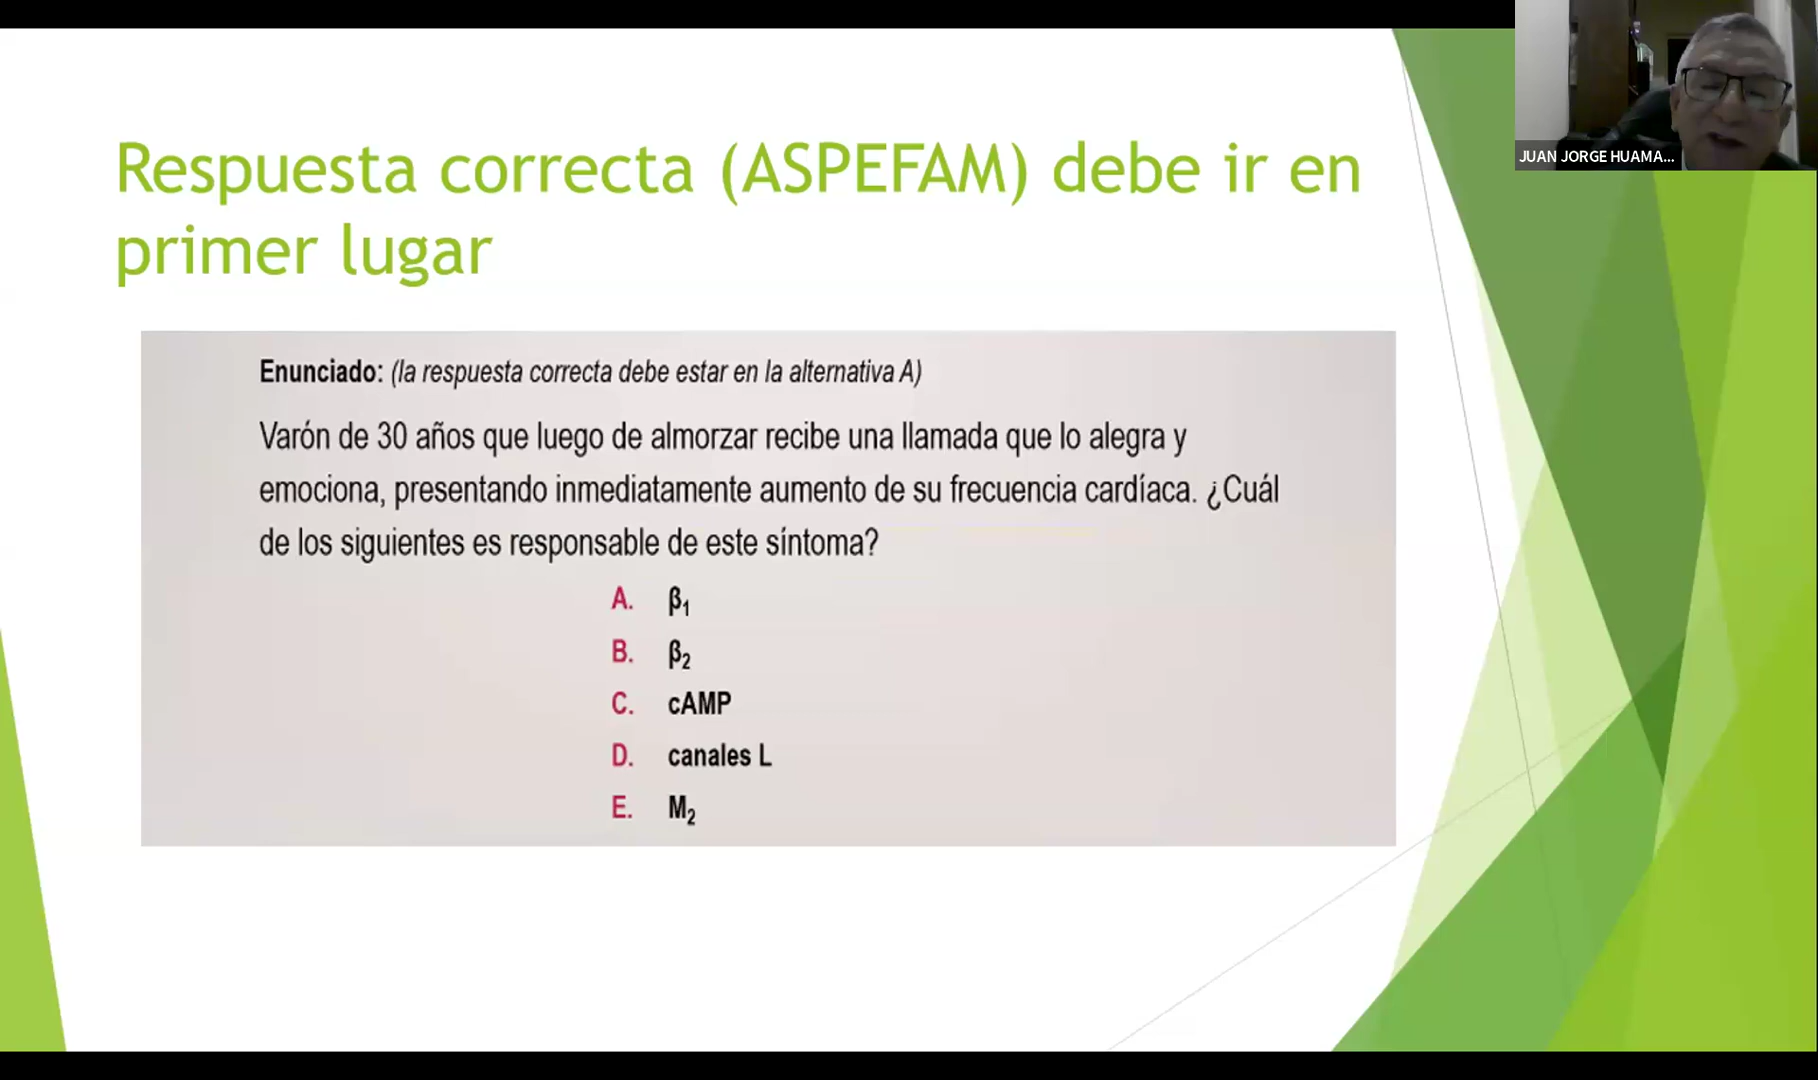 Respuesta correcta (ASPEFAM) debe ir en
primer lugar
JUAN JORGE HUAMA...
Enunciado: (la respuesta correcta debe estar en la alternativa A)
Varón de 30 años que luego de almorzar recibe una llamada que lo alegra y
emociona, presentando inmediatamente aumento de su frecuencia cardíaca. ¿Cuál
de los siguientes es responsable de este síntoma?
A. β₁
B. β₂
C. cAMP
D. canales L
E. M₂